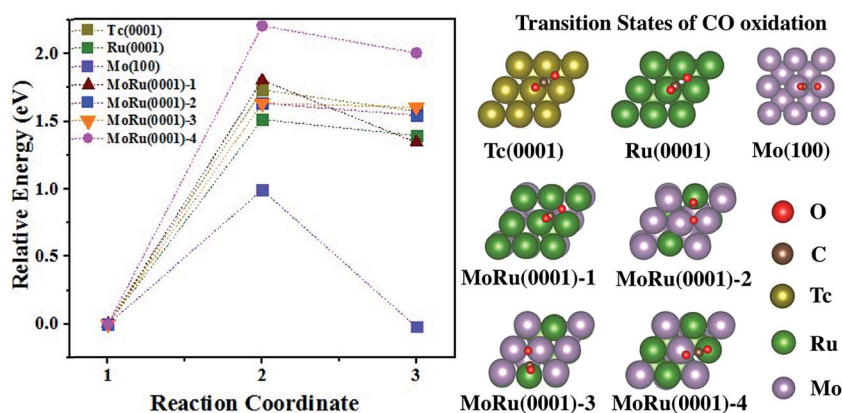 Tc(0001)
Ru(0001)
Mo(100)
MoRu(0001)-1
MoRu(0001)-2
MoRu(0001)-3
MoRu(0001)-4
2.0
1.5
1.0
0.5
0.0
Relative Energy (eV)
1
2
3
Reaction Coordinate
Transition States of CO oxidation
Tc(0001)
Ru(0001)
Mo(100)
MoRu(0001)-1
MoRu(0001)-2
MoRu(0001)-3
MoRu(0001)-4
O
C
Tc
Ru
Mo